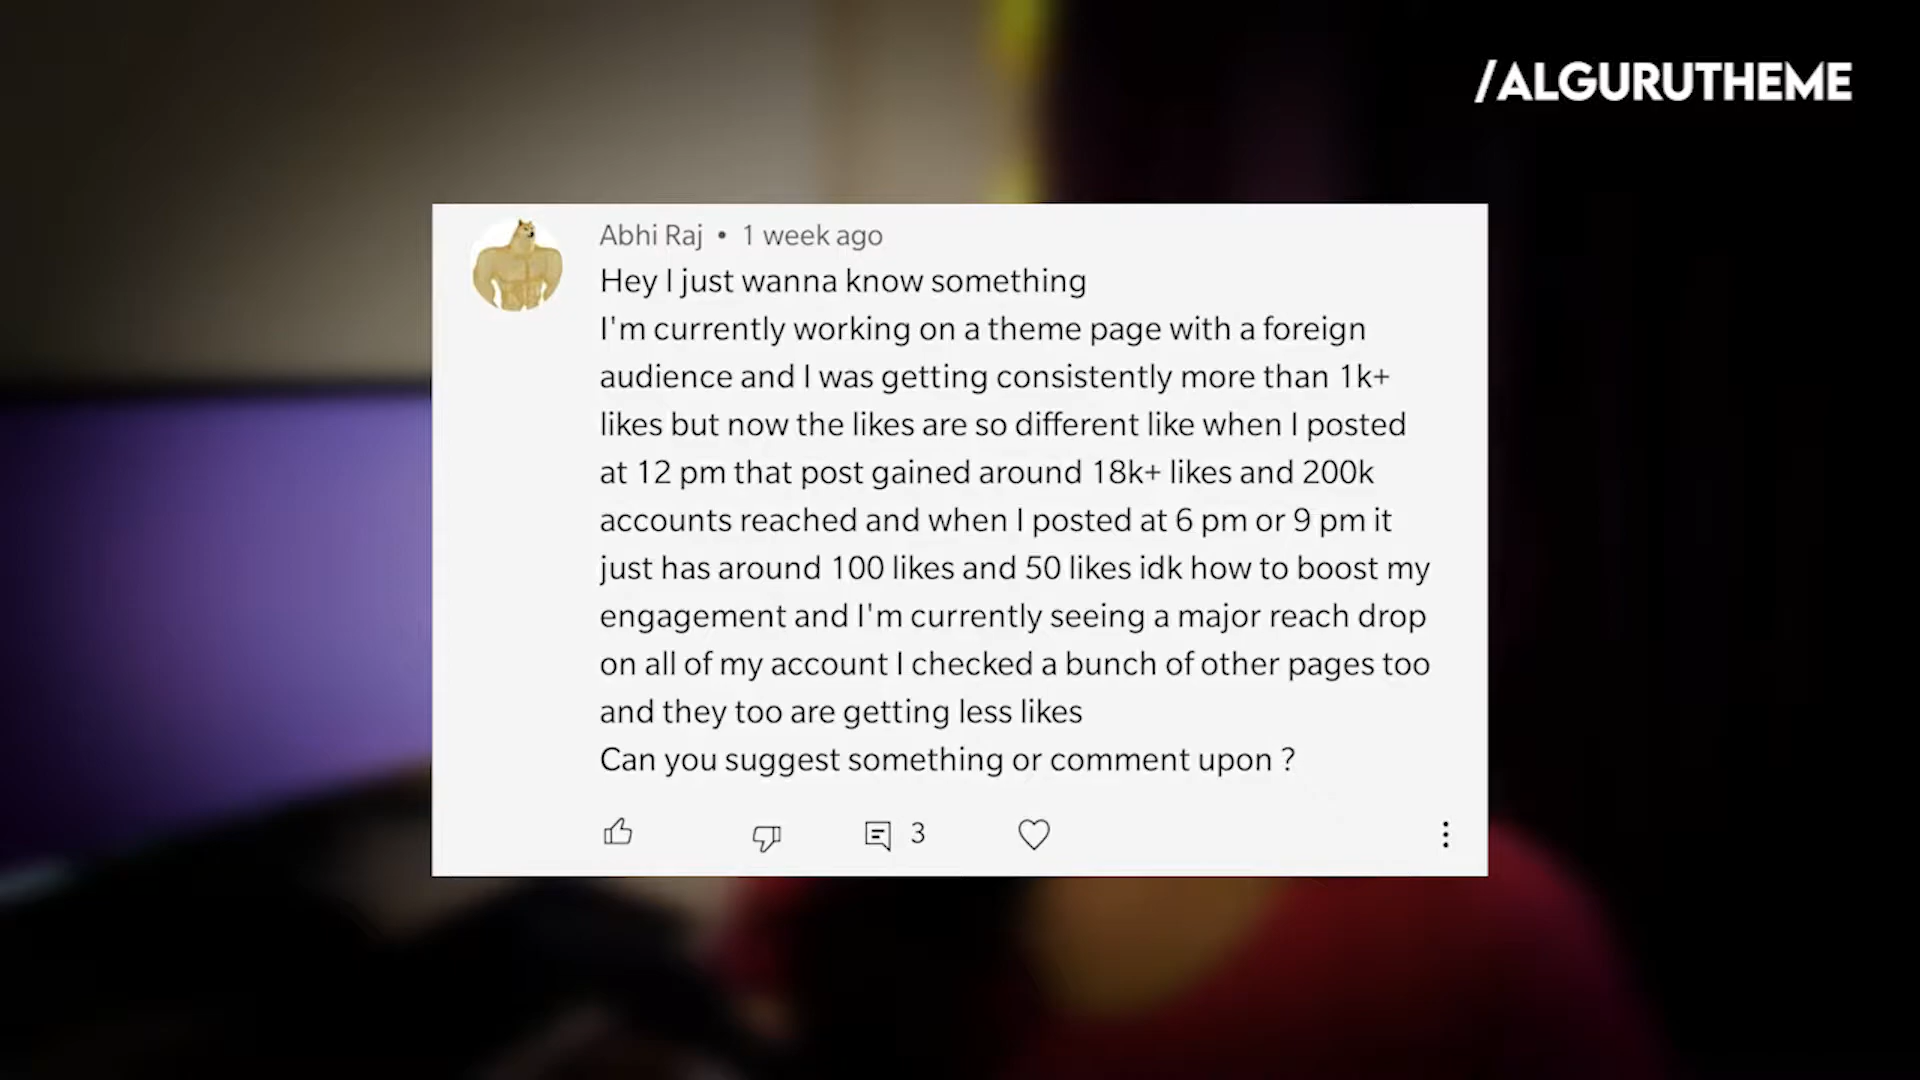 /ALGURUTHEME
Abhi Raj • 1 week ago
Hey I just wanna know something
I'm currently working on a theme page with a foreign
audience and I was getting consistently more than 1k+
likes but now the likes are so different like when I posted
at 12 pm that post gained around 18k+ likes and 200k
accounts reached and when I posted at 6 pm or 9 pm it
just has around 100 likes and 50 likes idk how to boost my
engagement and I'm currently seeing a major reach drop
on all of my account I checked a bunch of other pages too
and they too are getting less likes
Can you suggest something or comment upon ?
3